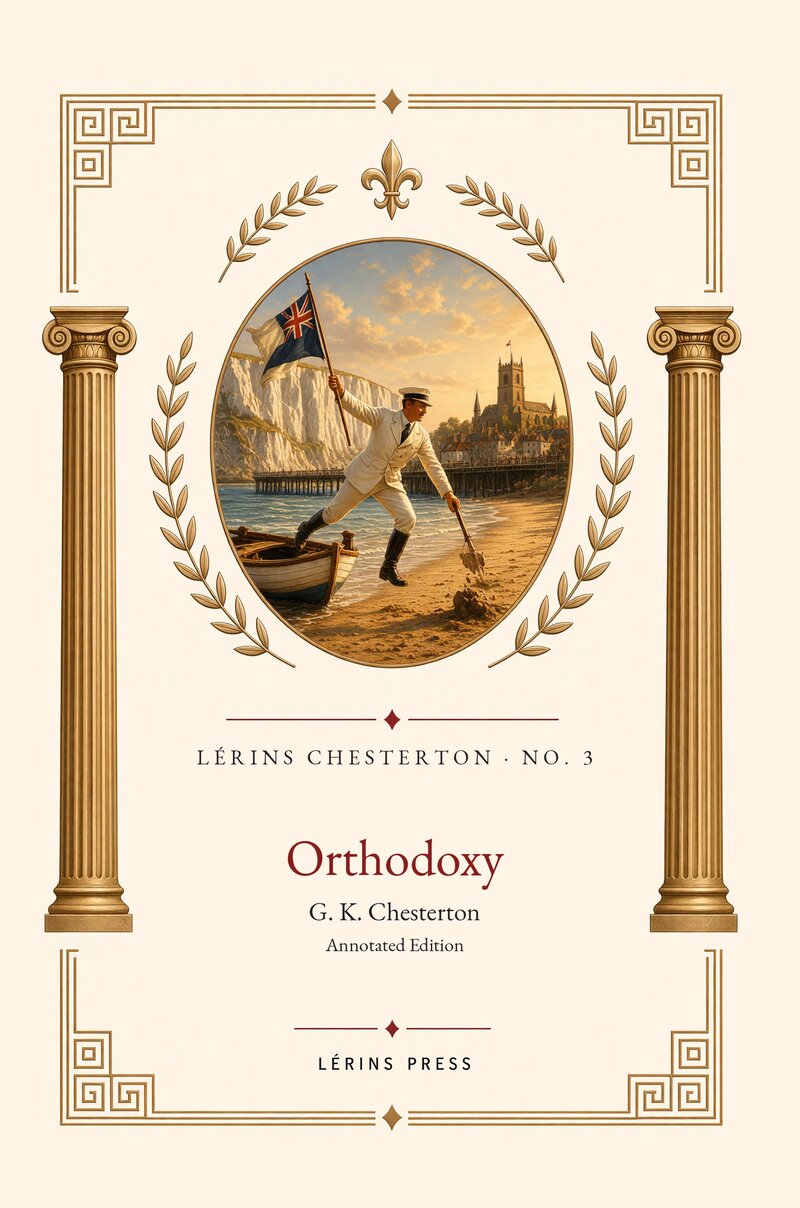 LÉRINS CHESTERTON · NO. 3
Orthodoxy
G. K. Chesterton
Annotated Edition
LÉRINS PRESS